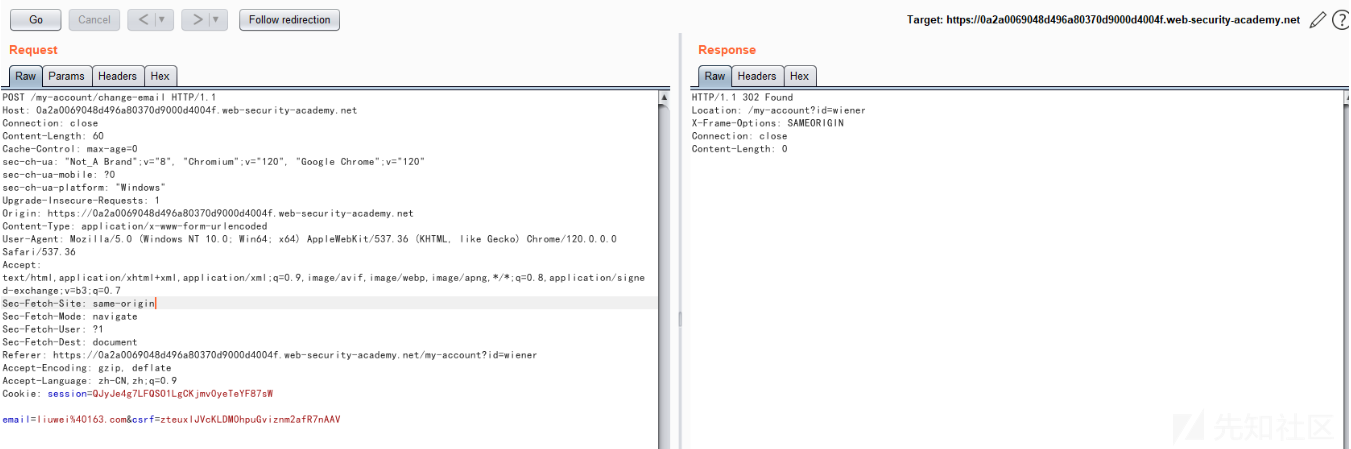 Go Cancel < > Follow redirection Target: https://0a2a0069048d496a80370d9000d4004f.web-security-academy.net
Request
Raw Params Headers Hex
POST /my-account/change-email HTTP/1.1
Host: 0a2a0069048d496a80370d9000d4004f.web-security-academy.net
Connection: close
Content-Length: 60
Cache-Control: max-age=0
sec-ch-ua: "Not_A Brand";v="8", "Chromium";v="120", "Google Chrome";v="120"
sec-ch-ua-mobile: ?0
sec-ch-ua-platform: "Windows"
Upgrade-Insecure-Requests: 1
Origin: https://0a2a0069048d496a80370d9000d4004f.web-security-academy.net
Content-Type: application/x-www-form-urlencoded
User-Agent: Mozilla/5.0 (Windows NT 10.0; Win64; x64) AppleWebKit/537.36 (KHTML, like Gecko) Chrome/120.0.0.0
Safari/537.36
Accept:
text/html,application/xhtml+xml,application/xml;q=0.9,image/avif,image/webp,image/apng,*/*;q=0.8,application/signe
d-exchange;v=b3;q=0.7
Sec-Fetch-Site: same-origin
Sec-Fetch-Mode: navigate
Sec-Fetch-User: ?1
Sec-Fetch-Dest: document
Referer: https://0a2a0069048d496a80370d9000d4004f.web-security-academy.net/my-account?id=wiener
Accept-Encoding: gzip, deflate
Accept-Language: zh-CN,zh;q=0.9
Cookie: session=QJyJe4g7LFQSO1LgCKjmv0yeTeYF87sW
email=liuwei%40163.com&csrf=zteuxIJVcKLDMOhpuGviznm2afR7nAAV
Response
Raw Headers Hex
HTTP/1.1 302 Found
Location: /my-account?id=wiener
X-Frame-Options: SAMEORIGIN
Connection: close
Content-Length: 0
先知社区